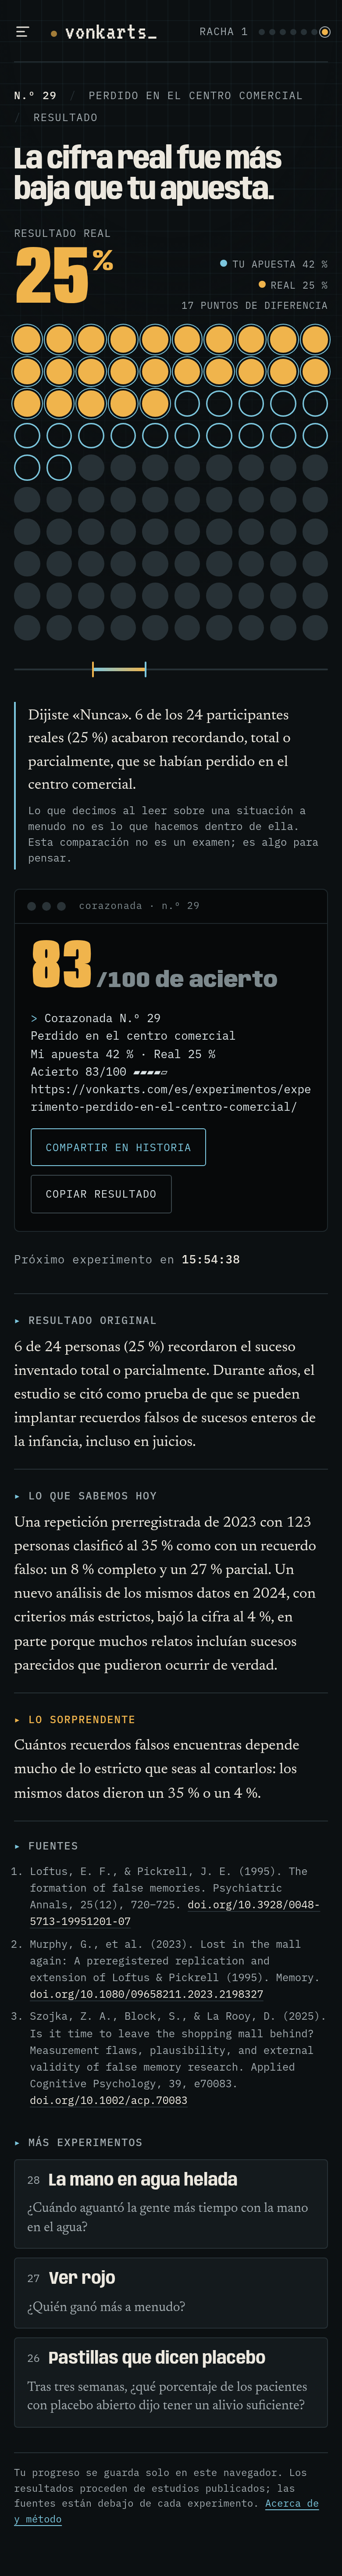 vonkarts_
RACHA 1
N.º 29 / PERDIDO EN EL CENTRO COMERCIAL
/ RESULTADO
La cifra real fue más
baja que tu apuesta.
RESULTADO REAL
25%
TU APUESTA 42 %
REAL 25 %
17 PUNTOS DE DIFERENCIA
Dijiste «Nunca». 6 de los 24 participantes
reales (25 %) acabaron recordando, total o
parcialmente, que se habían perdido en el
centro comercial.
Lo que decimos al leer sobre una situación a
menudo no es lo que hacemos dentro de ella.
Esta comparación no es un examen; es algo para
pensar.
corazonada · n.º 29
83/100 de acierto
> Corazonada N.º 29
Perdido en el centro comercial
Mi apuesta 42 % · Real 25 %
Acierto 83/100 ▰▰▰▰▱
https://vonkarts.com/es/experimentos/expe
rimento-perdido-en-el-centro-comercial/
COMPARTIR EN HISTORIA
COPIAR RESULTADO
Próximo experimento en 15:54:38
▸ RESULTADO ORIGINAL
6 de 24 personas (25 %) recordaron el suceso
inventado total o parcialmente. Durante años, el
estudio se citó como prueba de que se pueden
implantar recuerdos falsos de sucesos enteros de
la infancia, incluso en juicios.
▸ LO QUE SABEMOS HOY
Una repetición prerregistrada de 2023 con 123
personas clasificó al 35 % como con un recuerdo
falso: un 8 % completo y un 27 % parcial. Un
nuevo análisis de los mismos datos en 2024, con
criterios más estrictos, bajó la cifra al 4 %, en
parte porque muchos relatos incluían sucesos
parecidos que pudieron ocurrir de verdad.
▸ LO SORPRENDENTE
Cuántos recuerdos falsos encuentras depende
mucho de lo estricto que seas al contarlos: los
mismos datos dieron un 35 % o un 4 %.
▸ FUENTES
1. Loftus, E. F., & Pickrell, J. E. (1995). The
formation of false memories. Psychiatric
Annals, 25(12), 720–725. doi.org/10.3928/0048-
5713-19951201-07
2. Murphy, G., et al. (2023). Lost in the mall
again: A preregistered replication and
extension of Loftus & Pickrell (1995). Memory.
doi.org/10.1080/09658211.2023.2198327
3. Szojka, Z. A., Block, S., & La Rooy, D. (2025).
Is it time to leave the shopping mall behind?
Measurement flaws, plausibility, and external
validity of false memory research. Applied
Cognitive Psychology, 39, e70083.
doi.org/10.1002/acp.70083
▸ MÁS EXPERIMENTOS
28 La mano en agua helada
¿Cuándo aguantó la gente más tiempo con la mano
en el agua?
27 Ver rojo
¿Quién ganó más a menudo?
26 Pastillas que dicen placebo
Tras tres semanas, ¿qué porcentaje de los pacientes
con placebo abierto dijo tener un alivio suficiente?
Tu progreso se guarda solo en este navegador. Los
resultados proceden de estudios publicados; las
fuentes están debajo de cada experimento. Acerca de
y método